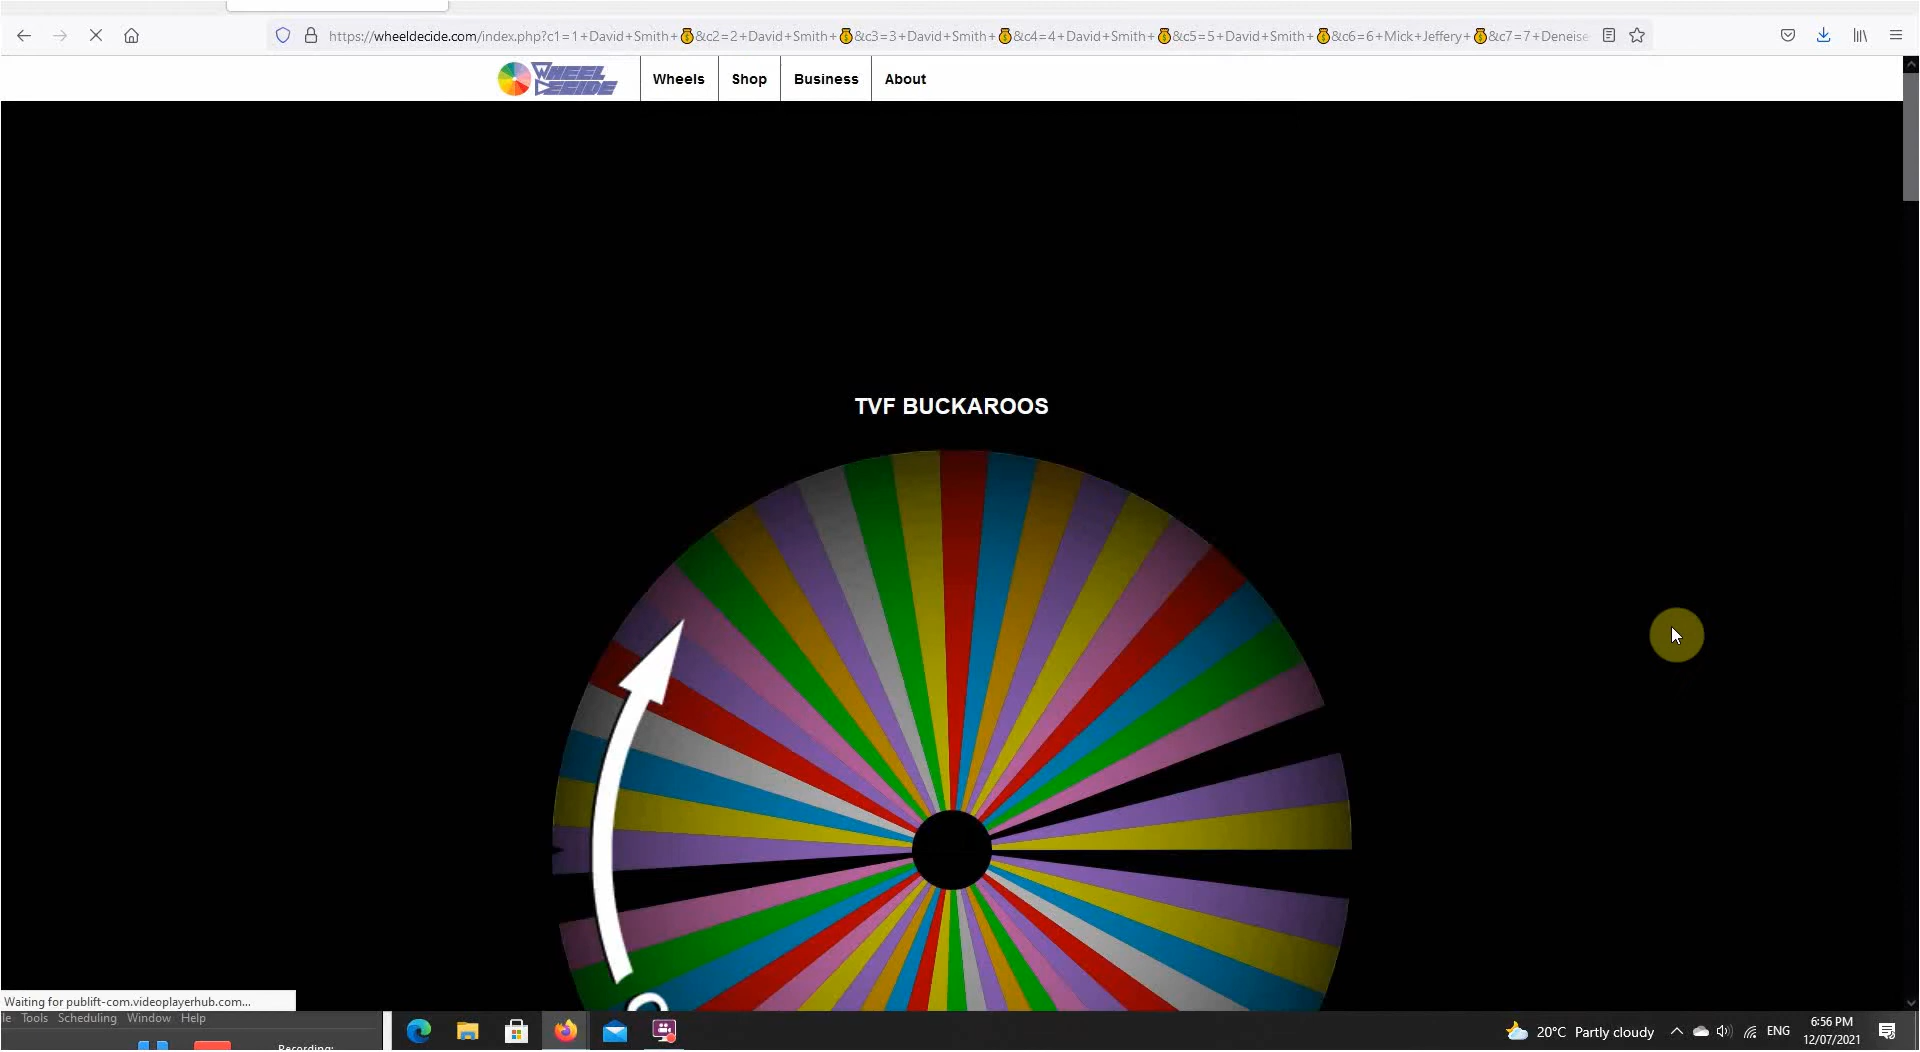 https://wheeldecide.com/index.php?c1=1+David+Smith+💰&c2=2+David+Smith+💰&c3=3+David+Smith+💰&c4=4+David+Smith+💰&c5=5+David+Smith+💰&c6=6+Mick+Jeffery+💰&c7=7+Deneise
WHEEL DECIDE
Wheels Shop Business About
TVF BUCKAROOS
Waiting for publift-com.videoplayerhub.com...
Tools Scheduling Window Help
Recording:
20°C Partly cloudy ENG
6:56 PM
12/07/2021